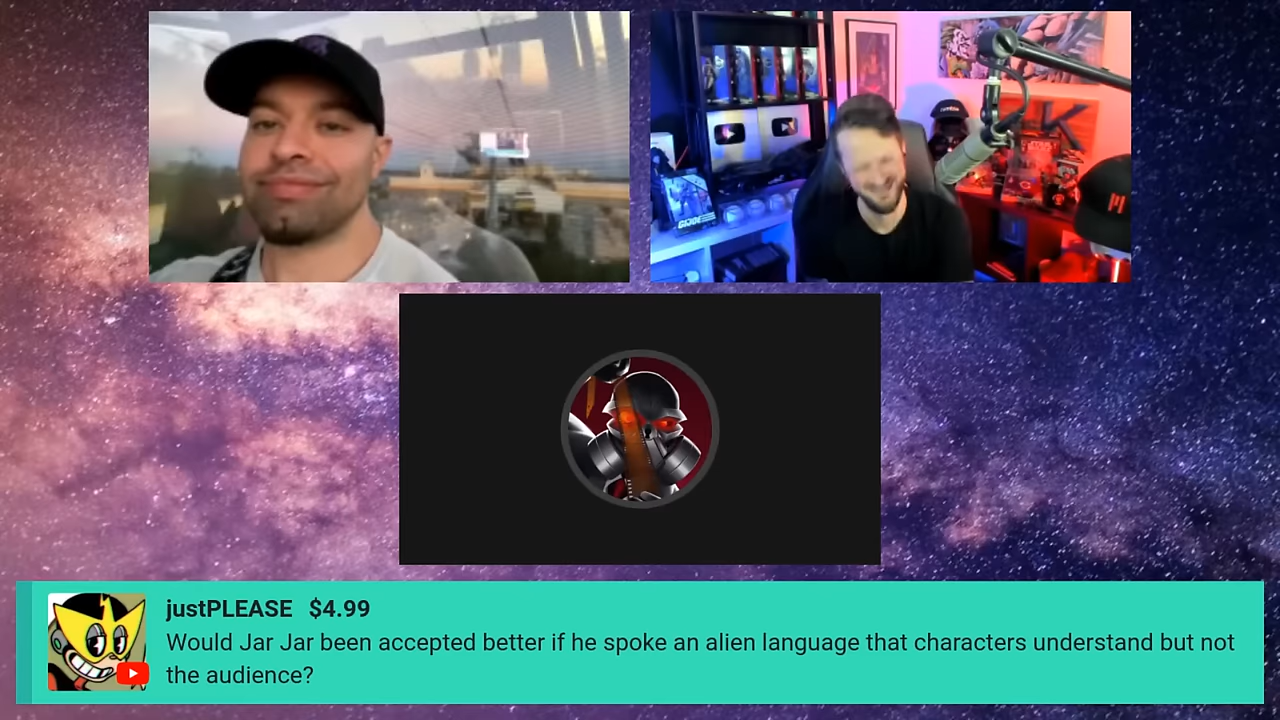 GIJOE
K
justPLEASE $4.99
Would Jar Jar been accepted better if he spoke an alien language that characters understand but not
the audience?